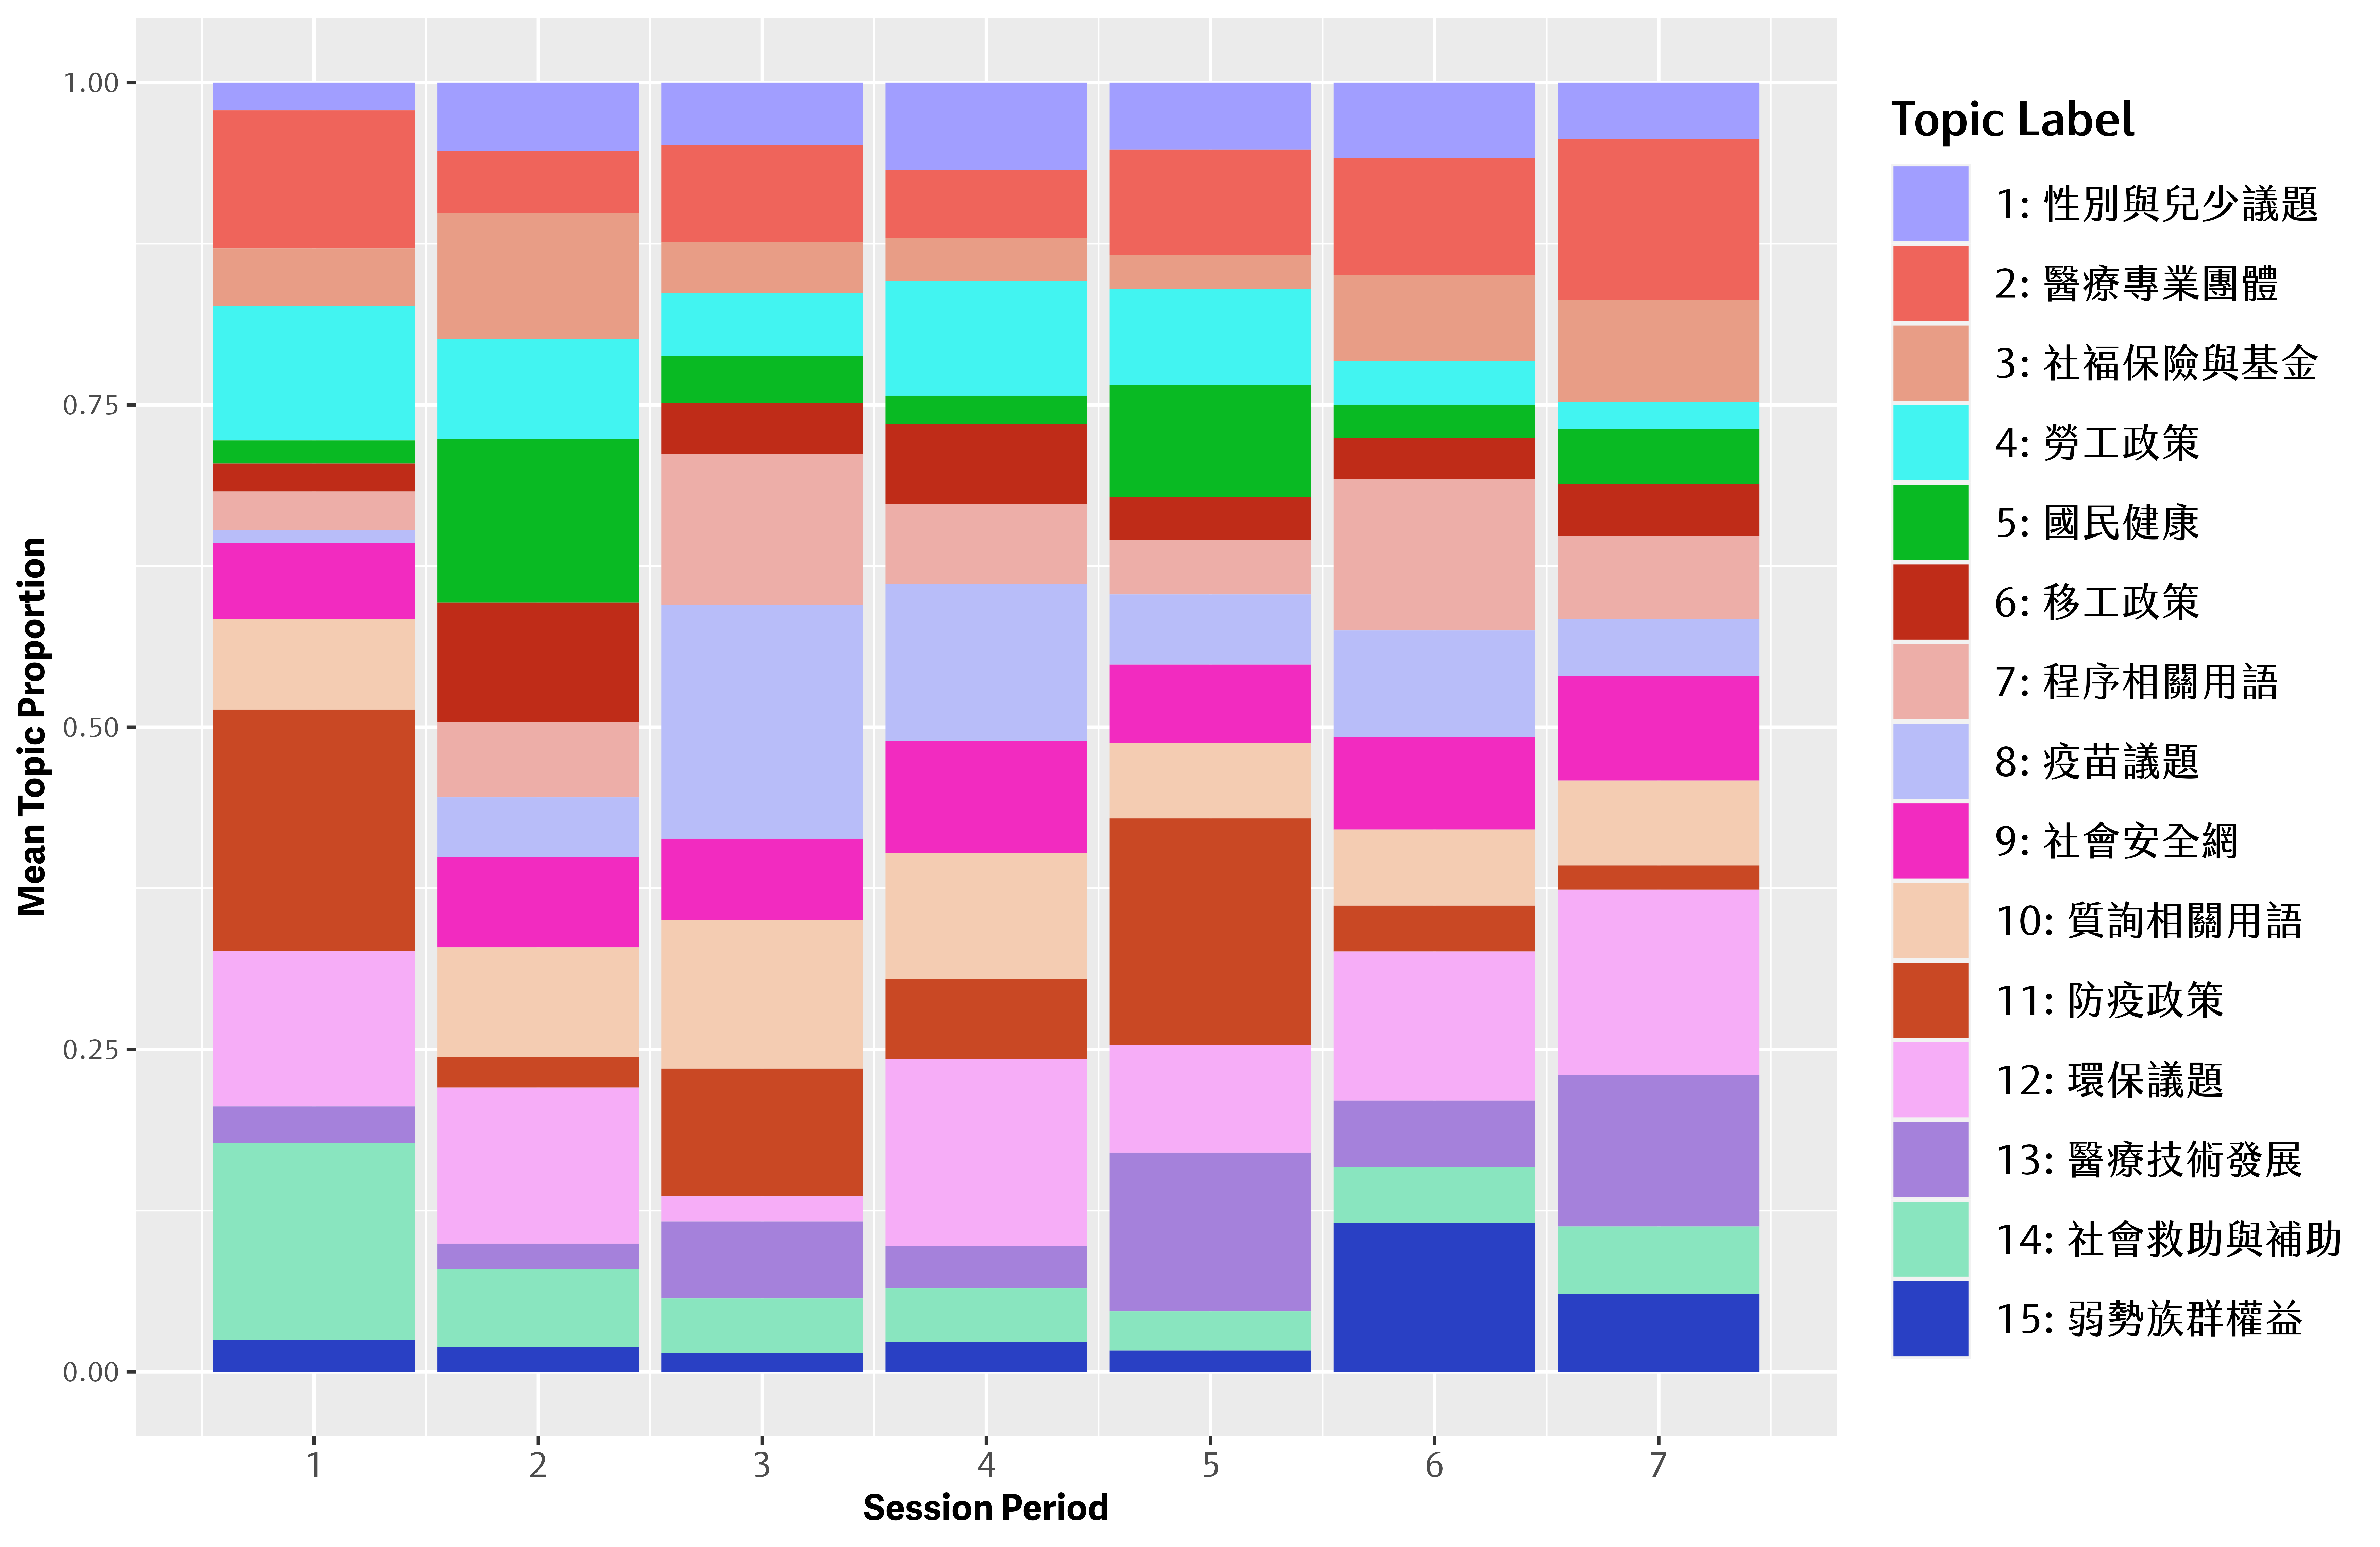 1.00
0.75
0.50
0.25
0.00
Mean Topic Proportion
1
2
3
4
5
6
7
Session Period
Topic Label
1: 性別與兒少議題
2: 醫療專業團體
3: 社福保險與基金
4: 勞工政策
5: 國民健康
6: 移工政策
7: 程序相關用語
8: 疫苗議題
9: 社會安全網
10: 質詢相關用語
11: 防疫政策
12: 環保議題
13: 醫療技術發展
14: 社會救助與補助
15: 弱勢族群權益